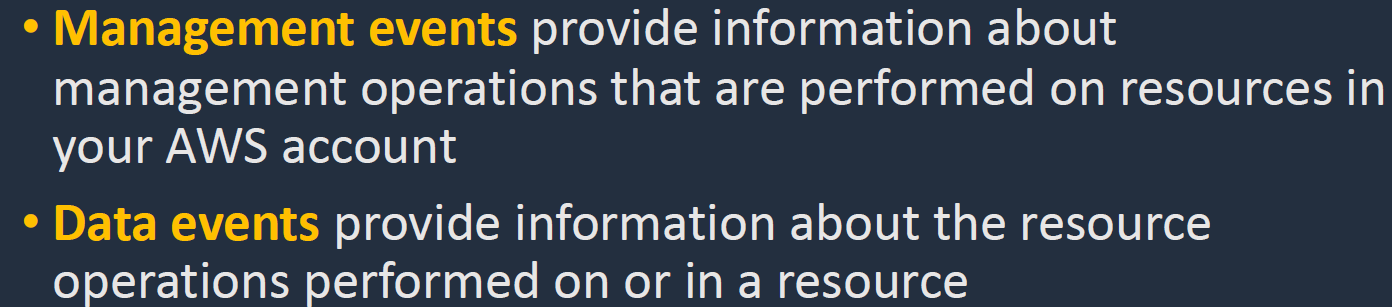 • Management events provide information about
management operations that are performed on resources in
your AWS account
• Data events provide information about the resource
operations performed on or in a resource